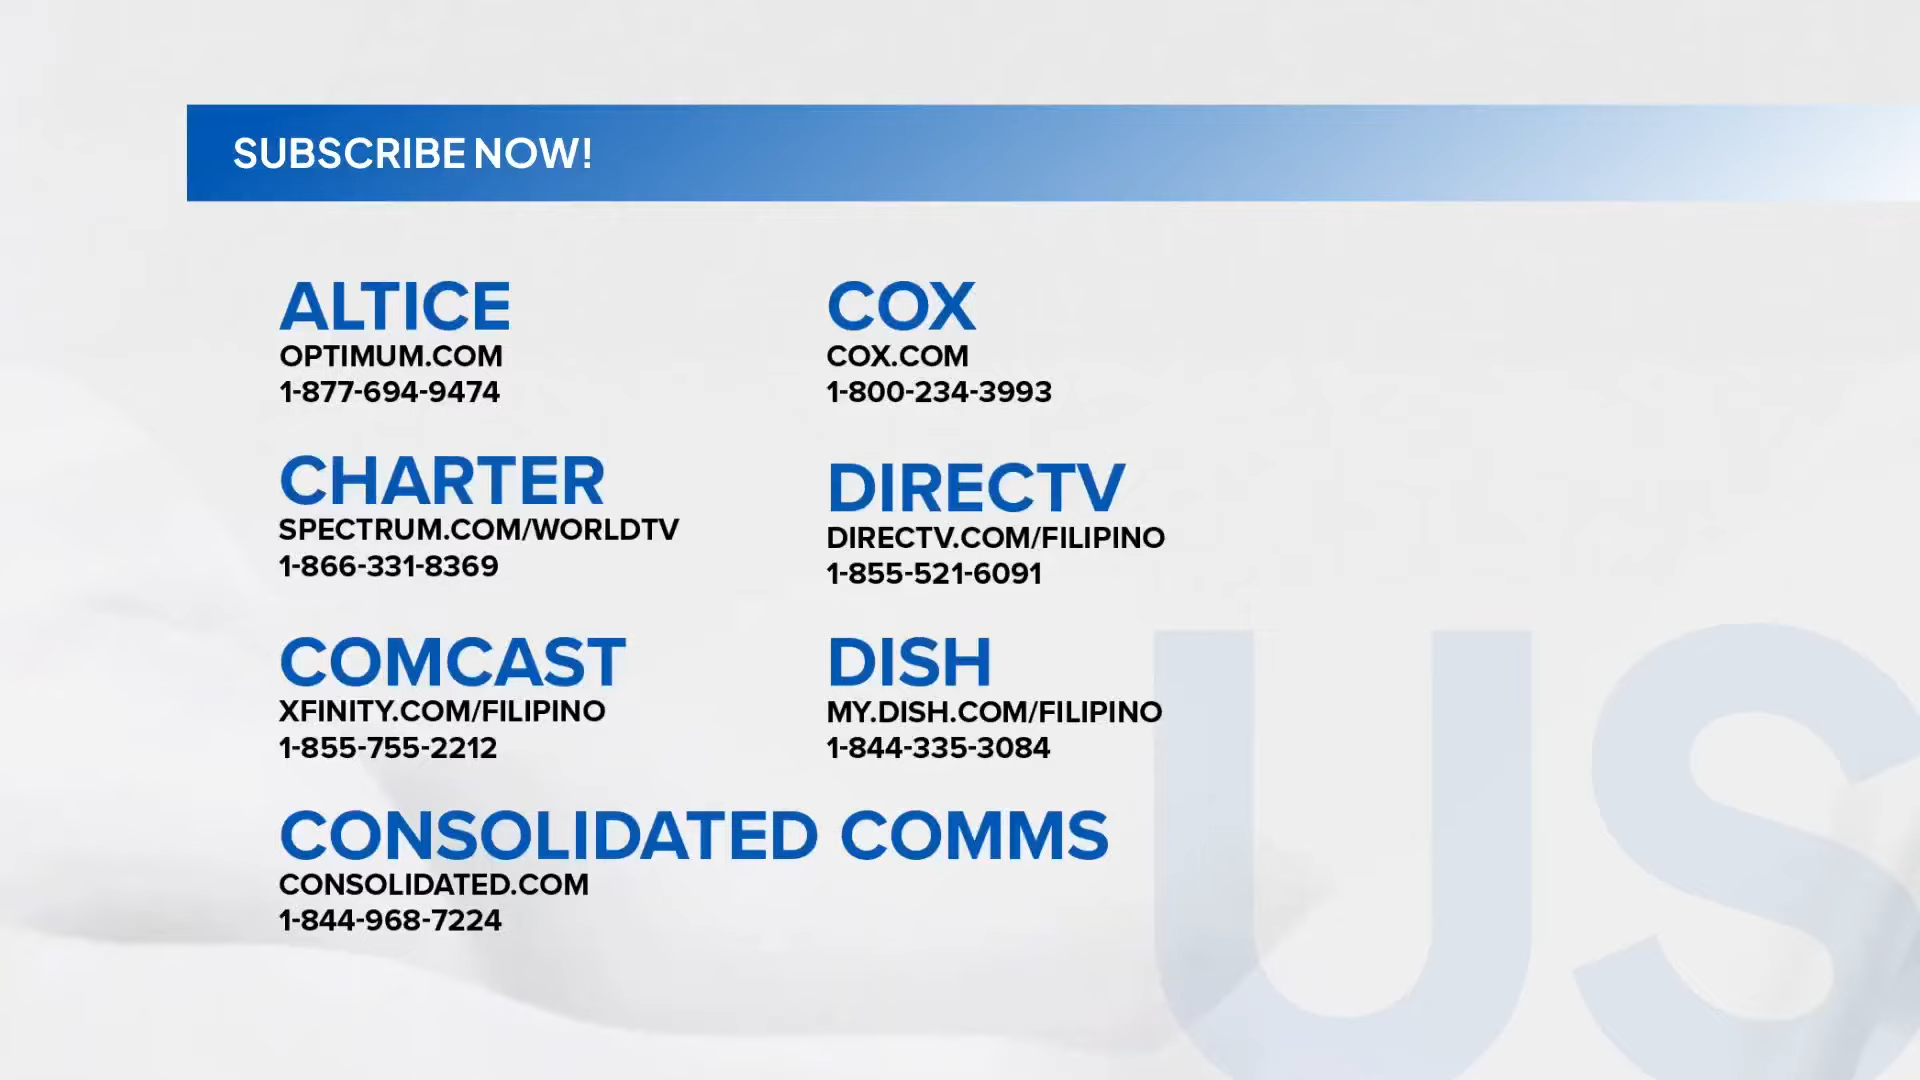 SUBSCRIBE NOW!
ALTICE
OPTIMUM.COM
1-877-694-9474
CHARTER
SPECTRUM.COM/WORLDTV
1-866-331-8369
COMCAST
XFINITY.COM/FILIPINO
1-855-755-2212
CONSOLIDATED COMMS
CONSOLIDATED.COM
1-844-968-7224
COX
COX.COM
1-800-234-3993
DIRECTV
DIRECTV.COM/FILIPINO
1-855-521-6091
DISH
MY.DISH.COM/FILIPINO
1-844-335-3084
US